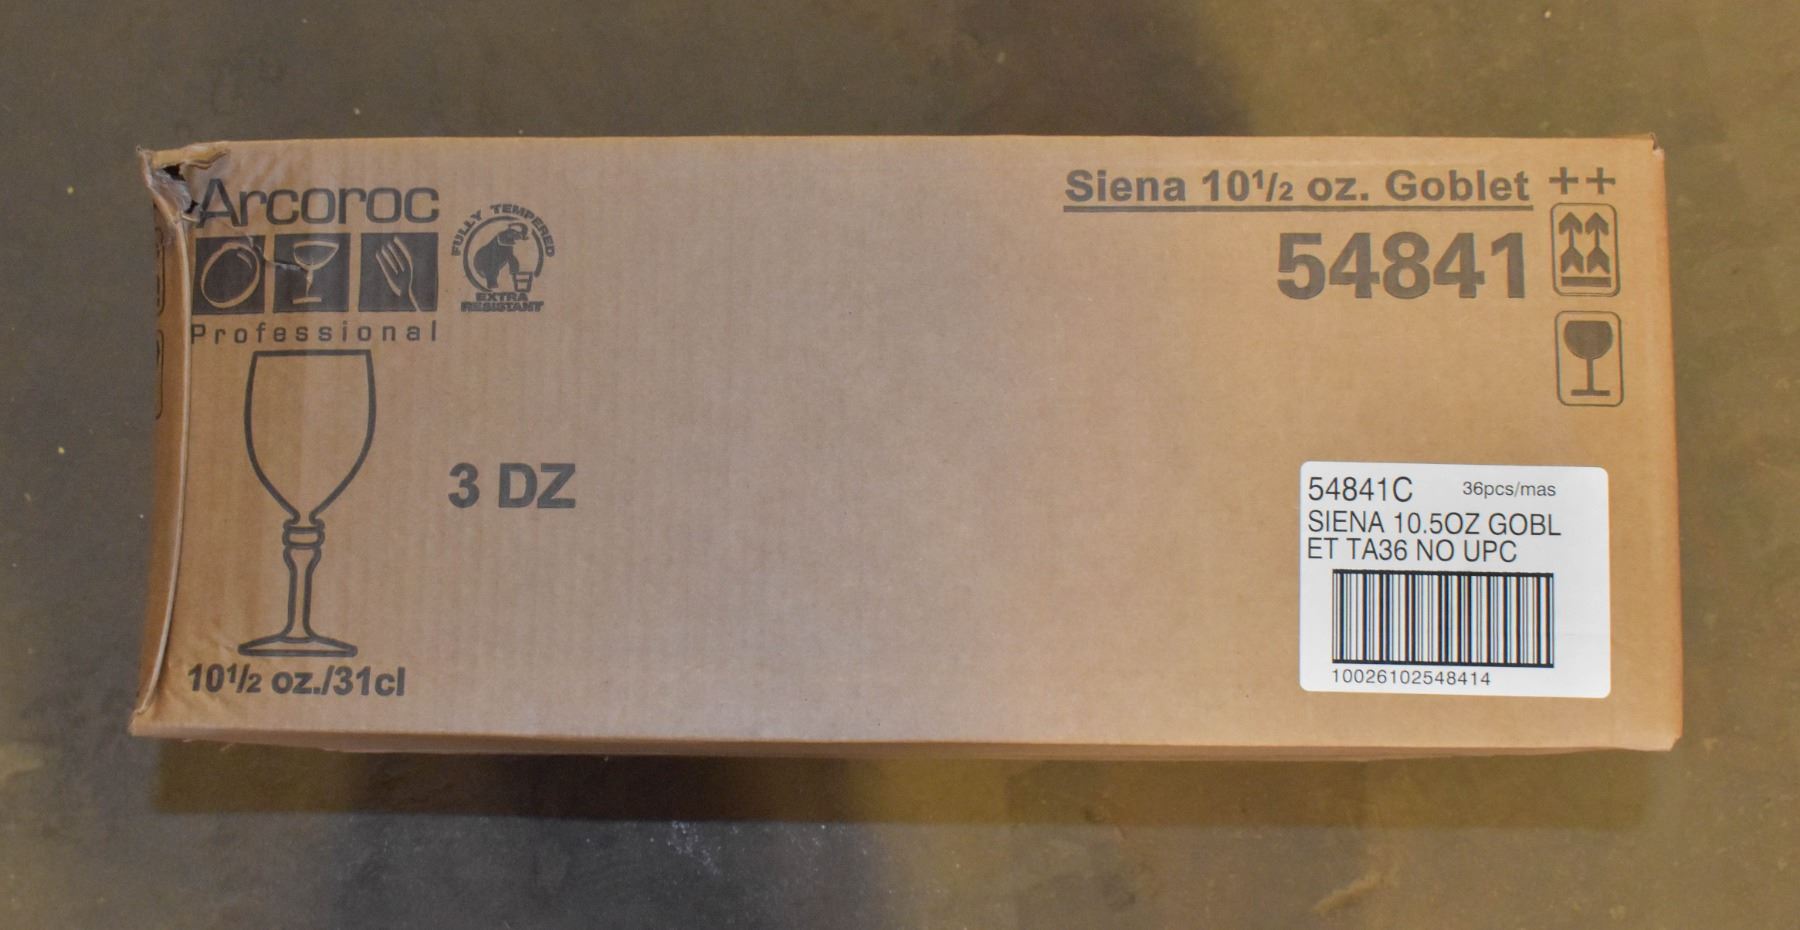 Arcoroc
Professional
FULLY TEMPERED
EXTRA
RESISTANT
Siena 10½ oz. Goblet ++
54841
3 DZ
10½ oz./31cl
54841C 36pcs/mas
SIENA 10.5OZ GOBL
ET TA36 NO UPC
10026102548414